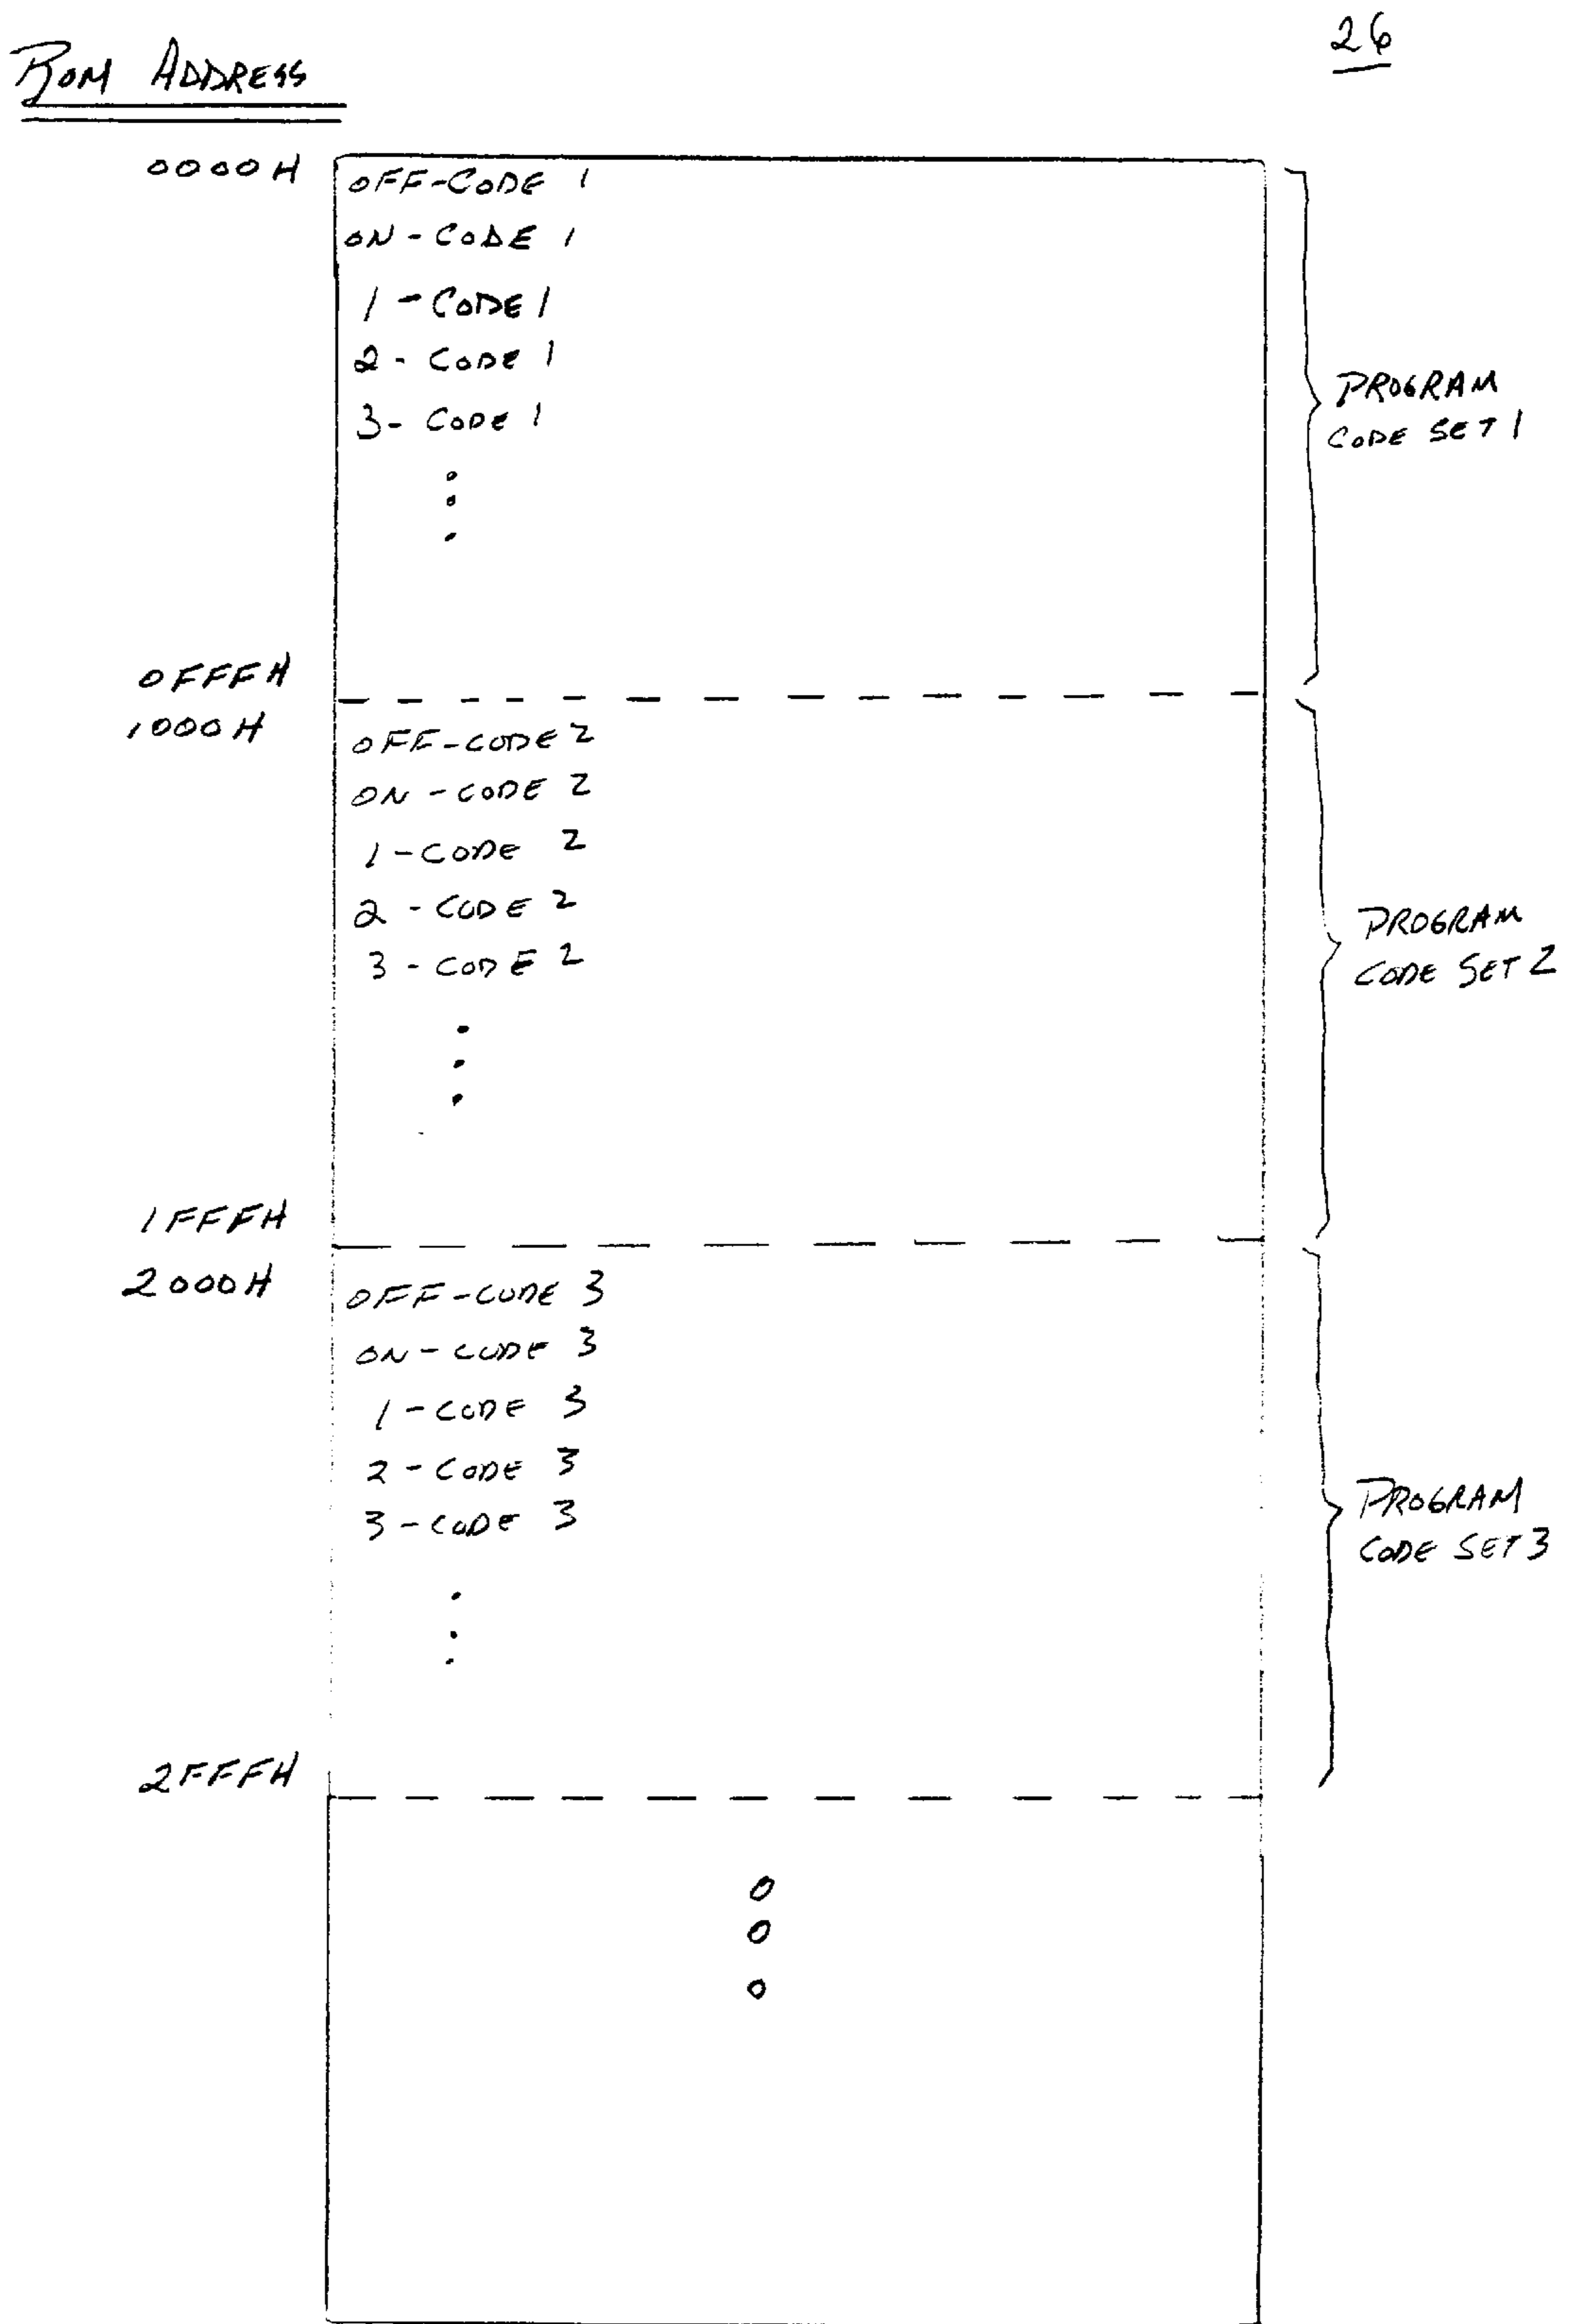 26
ROM ADDRESS
0000H
OFF-CODE 1
ON-CODE 1
1-CODE 1
2-CODE 1
3-CODE 1
PROGRAM
CODE SET 1
0FFFH
1000H
OFF-CODE 2
ON-CODE 2
1-CODE 2
2-CODE 2
3-CODE 2
PROGRAM
CODE SET 2
1FFFH
2000H
OFF-CODE 3
ON-CODE 3
1-CODE 3
2-CODE 3
3-CODE 3
PROGRAM
CODE SET 3
2FFFH